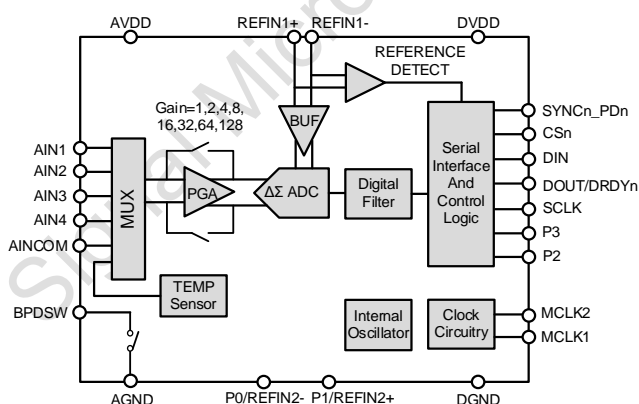 AVDD
REFIN1+ REFIN1-
DVDD
REFERENCE
DETECT
Gain=1,2,4,8,
16,32,64,128
BUF
AIN1
AIN2
AIN3
AIN4
AINCOM
BPDSW
MUX
PGA
ΔΣ ADC
Digital
Filter
Serial
Interface
And
Control
Logic
SYNCn_PDn
CSn
DIN
DOUT/DRDYn
SCLK
P3
P2
TEMP
Sensor
Internal
Oscillator
Clock
Circuitry
MCLK2
MCLK1
AGND
P0/REFIN2- P1/REFIN2+
DGND
Signal Micro